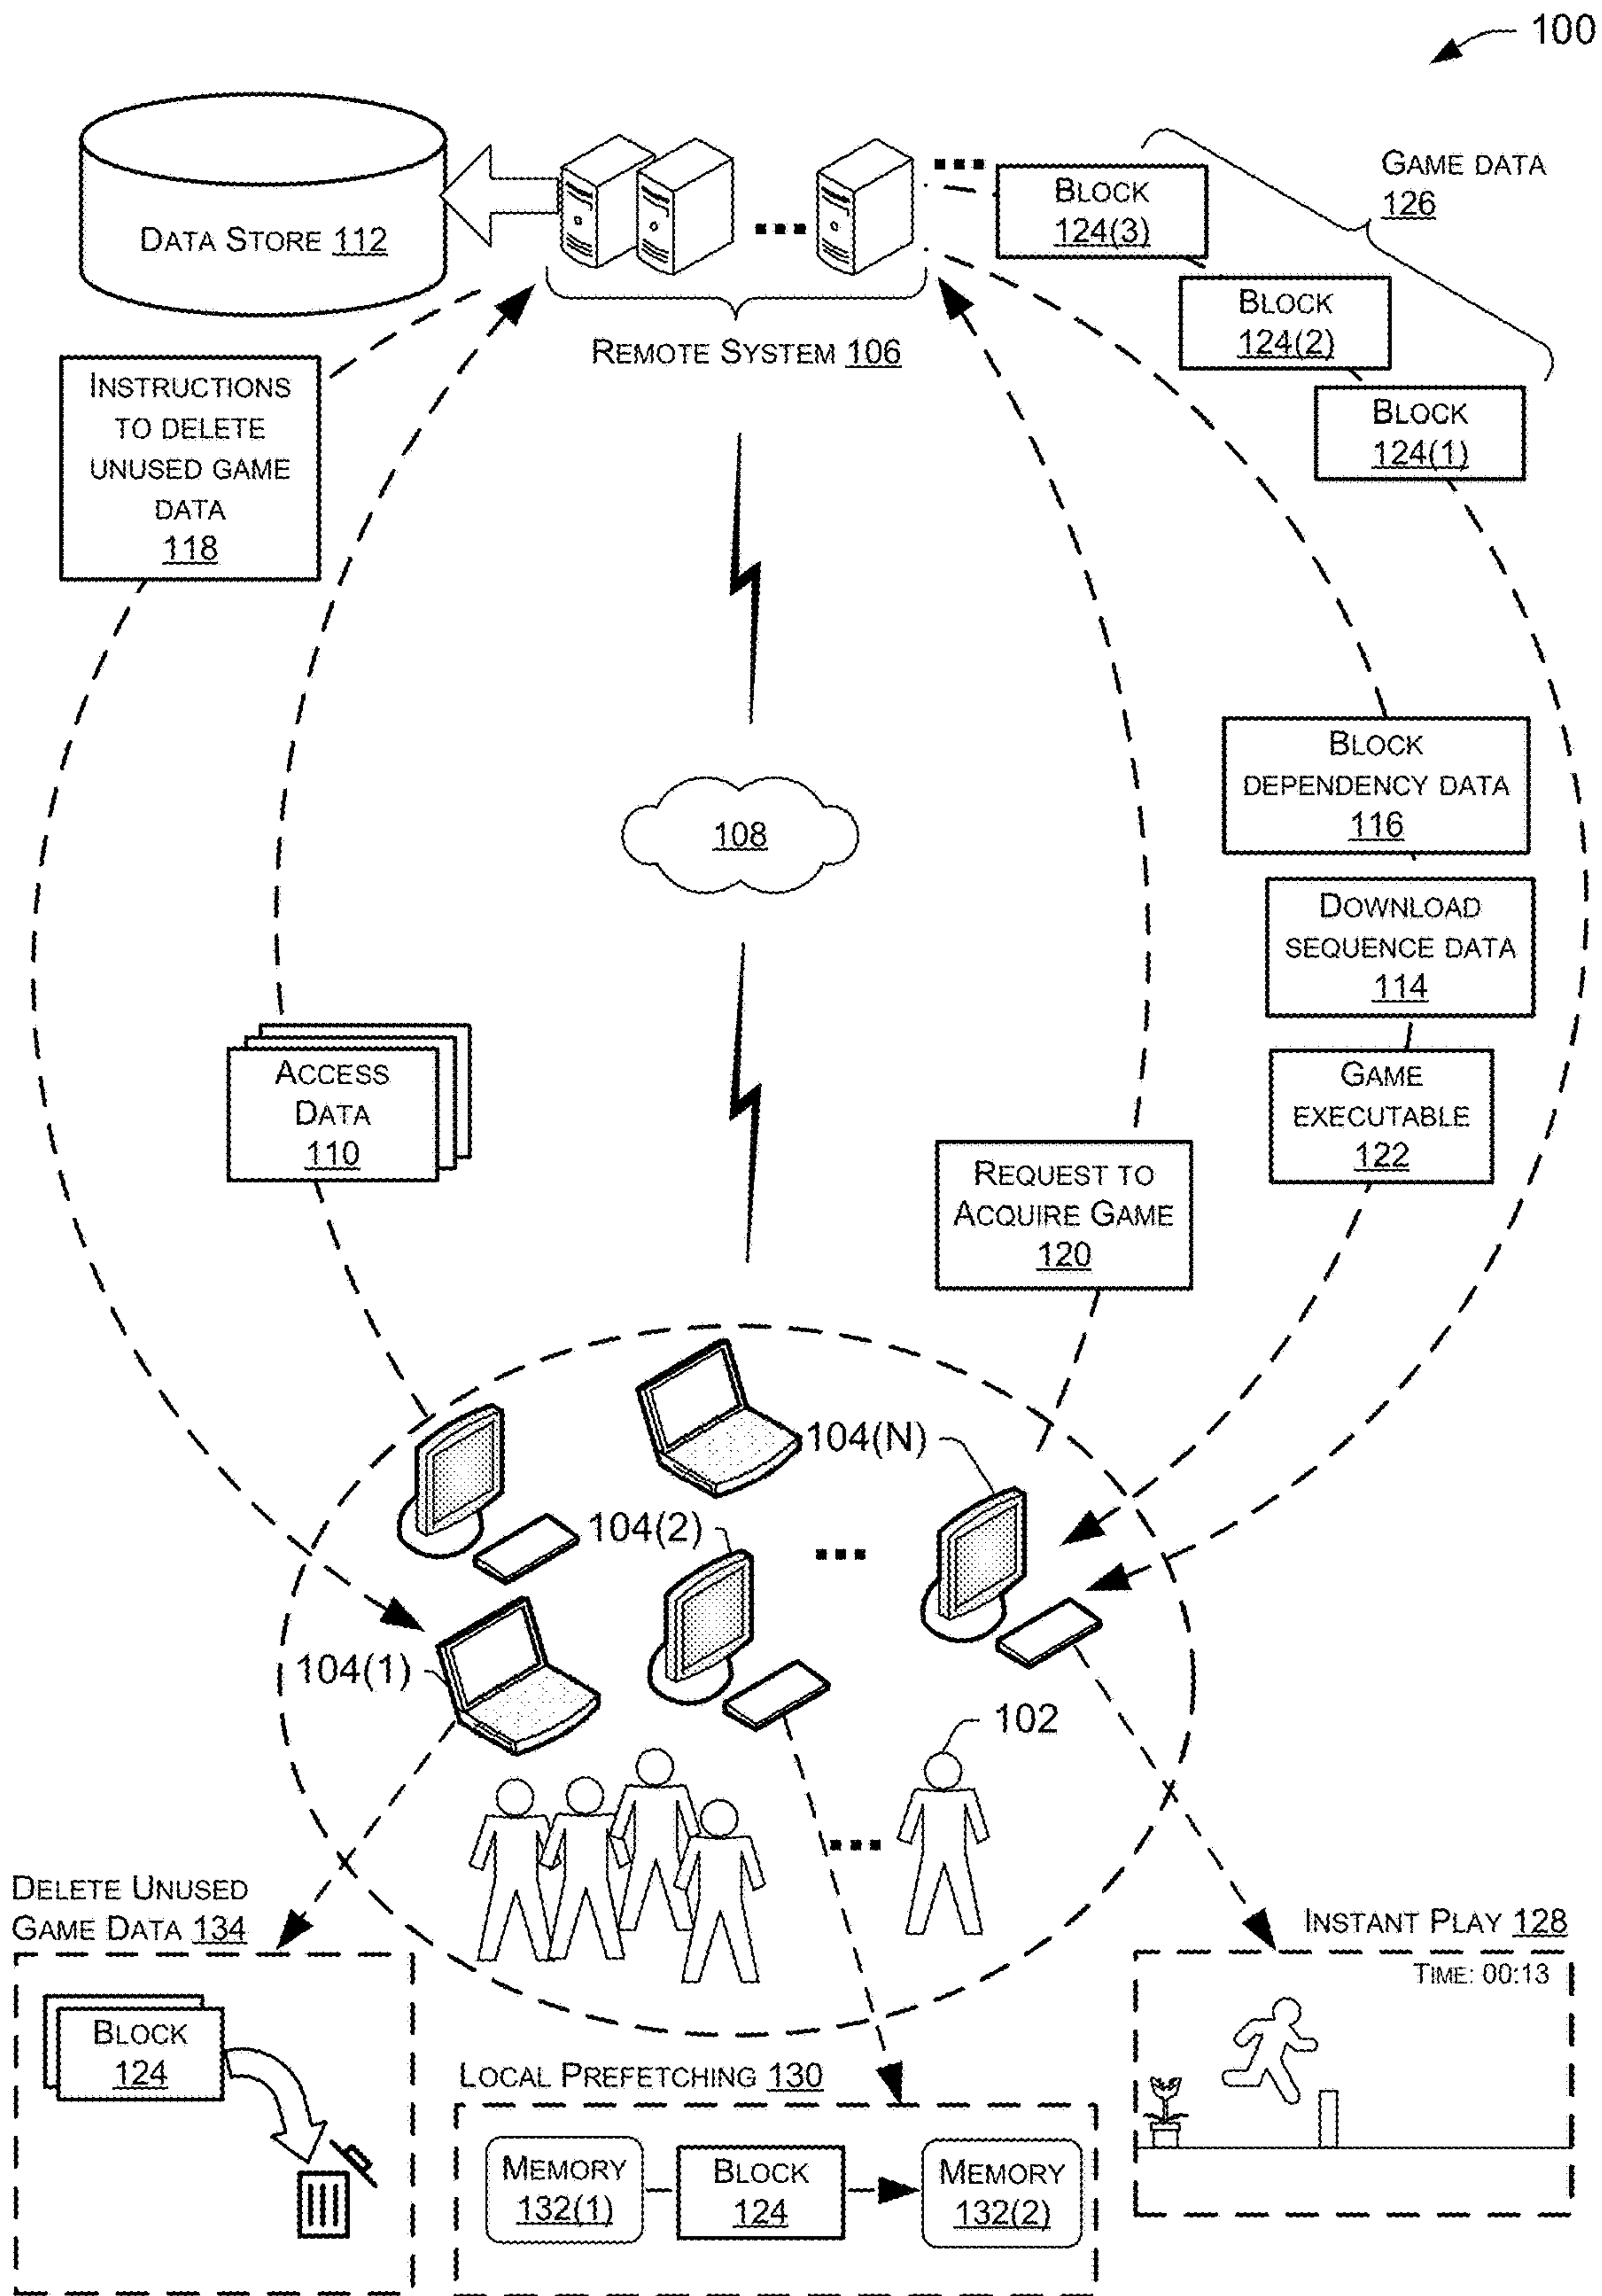 100
DATA STORE 112
REMOTE SYSTEM 106
BLOCK
124(3)
BLOCK
124(2)
BLOCK
124(1)
GAME DATA
126
INSTRUCTIONS
TO DELETE
UNUSED GAME
DATA
118
108
BLOCK
DEPENDENCY DATA
116
DOWNLOAD
SEQUENCE DATA
114
GAME
EXECUTABLE
122
ACCESS
DATA
110
REQUEST TO
ACQUIRE GAME
120
104(N)
104(2)
104(1)
102
DELETE UNUSED
GAME DATA 134
BLOCK
124
LOCAL PREFETCHING 130
MEMORY
132(1)
BLOCK
124
MEMORY
132(2)
INSTANT PLAY 128
TIME: 00:13